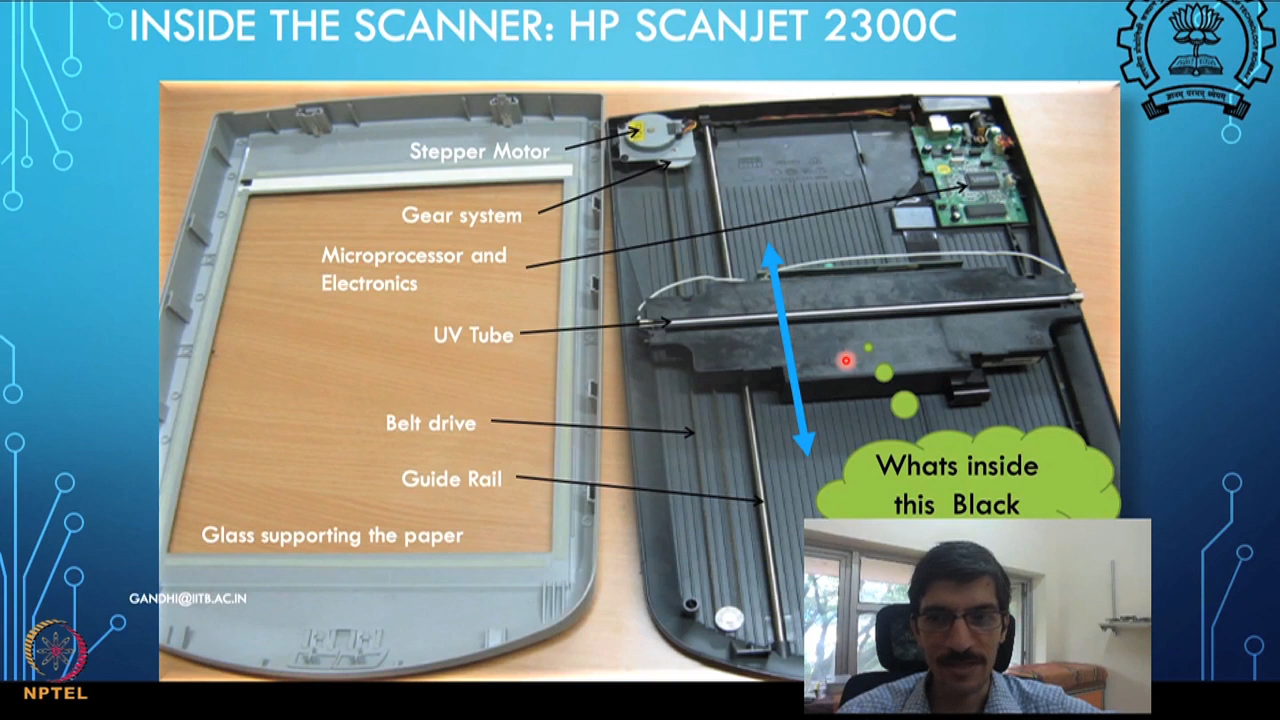 INSIDE THE SCANNER: HP SCANJET 2300C
Stepper Motor
Gear system
Microprocessor and
Electronics
UV Tube
Belt drive
Guide Rail
Glass supporting the paper
Whats inside
this Black
GANDHI@IITB.AC.IN
NPTEL